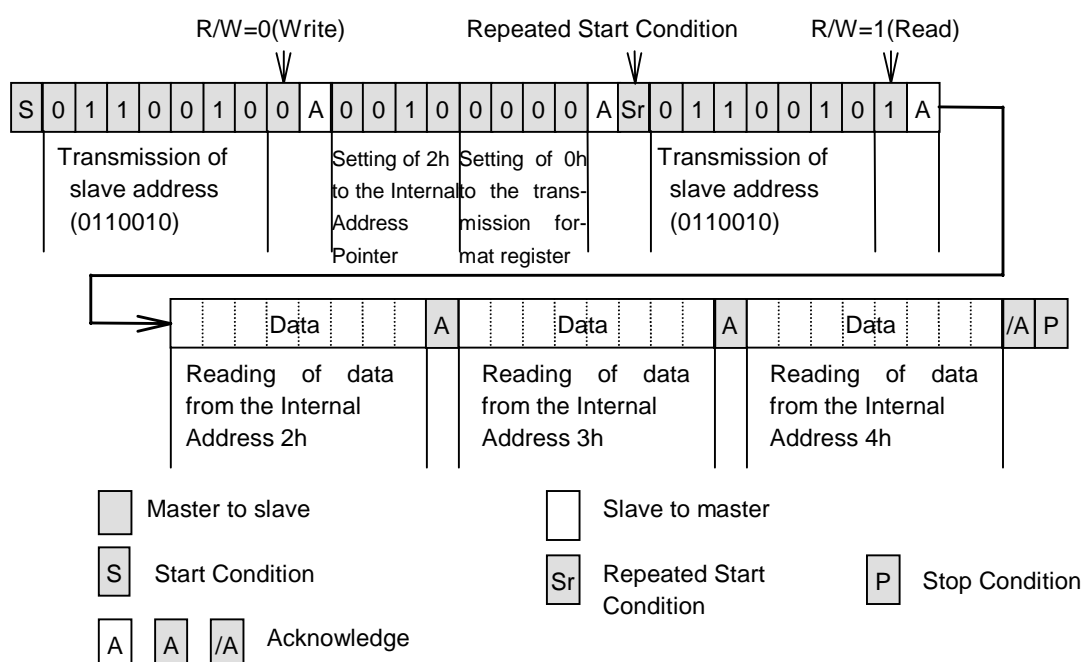 R/W=0(Write) Repeated Start Condition R/W=1(Read)
S 0 1 1 0 0 1 0 0 A 0 0 1 0 0 0 0 0 A Sr 0 1 1 0 0 1 0 1 A
Transmission of
slave address
(0110010)
Setting of 2h
to the Internal
Address
Pointer
Setting of 0h
to the trans-
mission for-
mat register
Transmission of
slave address
(0110010)
Data A Data A Data /A P
Reading of data
from the Internal
Address 2h
Reading of data
from the Internal
Address 3h
Reading of data
from the Internal
Address 4h
Master to slave
Slave to master
S Start Condition
Sr Repeated Start
Condition
P Stop Condition
A A /A Acknowledge